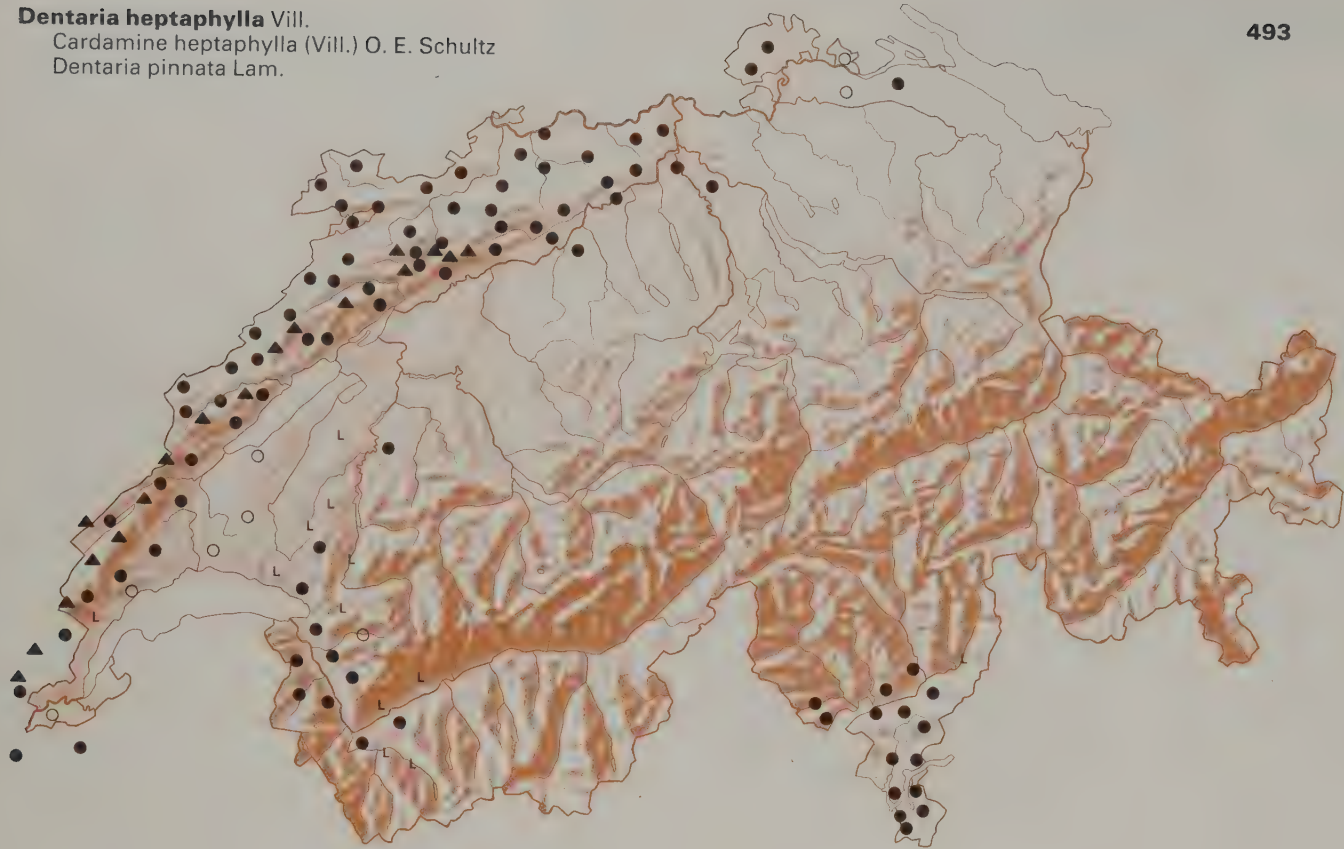 Dentaria heptaphylla Vill.
Cardamine heptaphylla (Vill.) O. E. Schultz
Dentaria pinnata Lam.
493
L
L
L
L
L
L
L
L
L
L
L
L